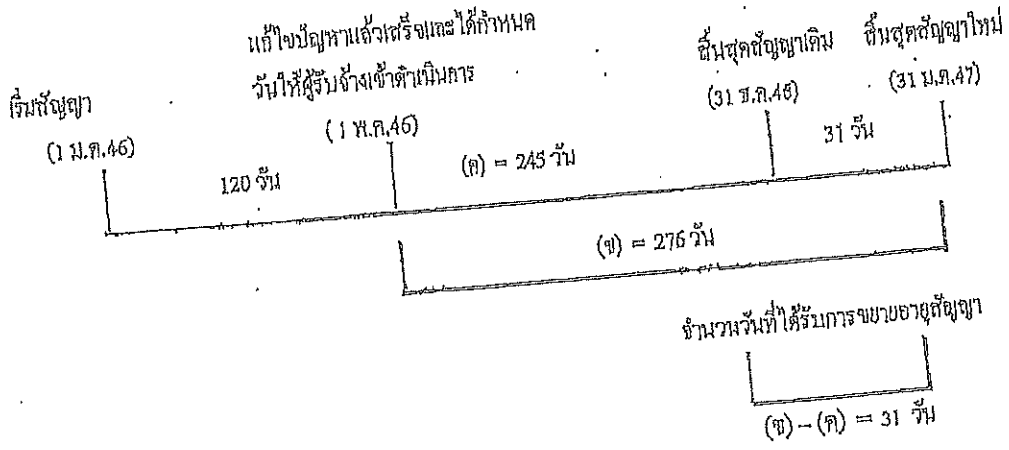 แก้ไขปัญหาแล้วเสร็จและได้กำหนด
วันให้ผู้รับจ้างเข้าดำเนินการ
(1 พ.ค.46)
เริ่มสัญญา
(1 ม.ค.46)
สิ้นสุดสัญญาเดิม
(31 ธ.ค.46)
สิ้นสุดสัญญาใหม่
(31 ม.ค.47)
120 วัน
(ค) = 245 วัน
31 วัน
(ข) = 276 วัน
จำนวนวันที่ได้รับการขยายอายุสัญญา
(ข) – (ค) = 31 วัน